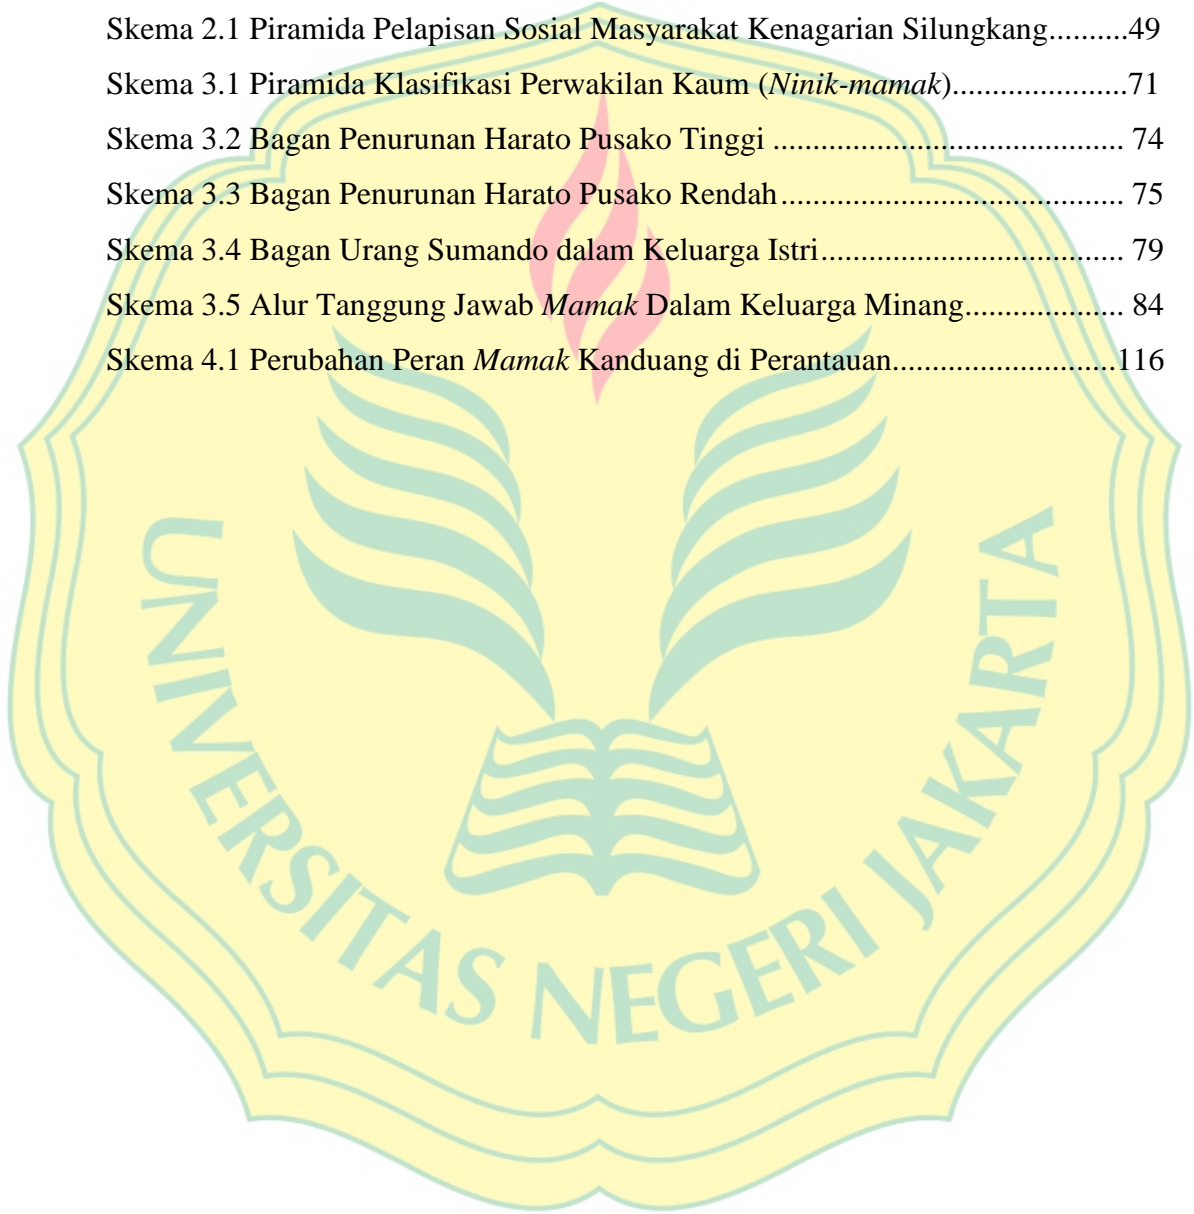 Skema 2.1 Piramida Pelapisan Sosial Masyarakat Kenagarian Silungkang..........49
Skema 3.1 Piramida Klasifikasi Perwakilan Kaum (Ninik-mamak)......................71
Skema 3.2 Bagan Penurunan Harato Pusako Tinggi ........................................... 74
Skema 3.3 Bagan Penurunan Harato Pusako Rendah.......................................... 75
Skema 3.4 Bagan Urang Sumando dalam Keluarga Istri..................................... 79
Skema 3.5 Alur Tanggung Jawab Mamak Dalam Keluarga Minang................... 84
Skema 4.1 Perubahan Peran Mamak Kanduang di Perantauan...........................116
UNIVERSITAS NEGERI JAKARTA